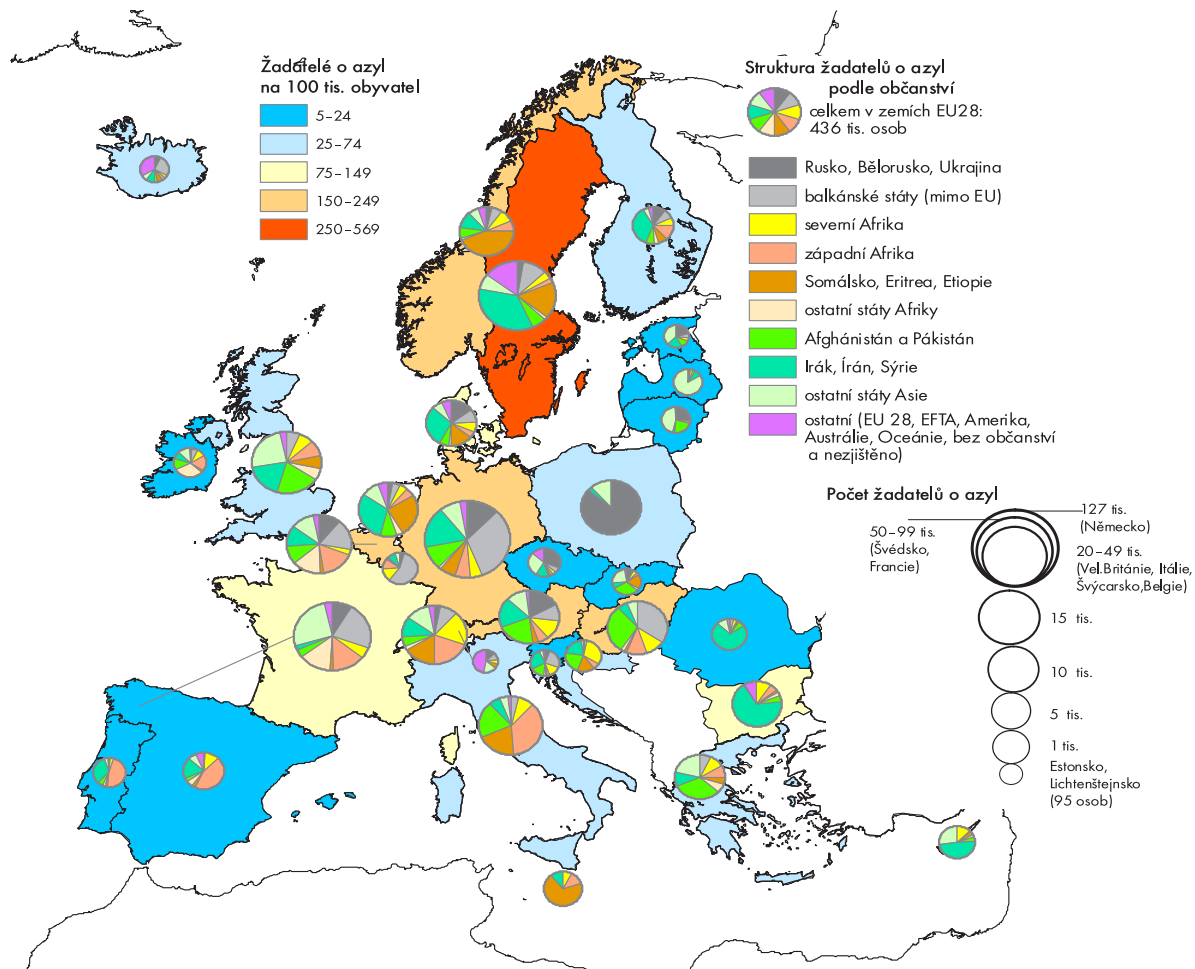 Žadatelé o azyl
na 100 tis. obyvatel
5–24
25–74
75–149
150–249
250–569
Struktura žadatelů o azyl
podle občanství
celkem v zemích EU28:
436 tis. osob
Rusko, Bělorusko, Ukrajina
balkánské státy (mimo EU)
severní Afrika
západní Afrika
Somálsko, Eritrea, Etiopie
ostatní státy Afriky
Afghánistán a Pákistán
Irák, Írán, Sýrie
ostatní státy Asie
ostatní (EU 28, EFTA, Amerika,
Austrálie, Oceánie, bez občanství
a nezjištěno)
Počet žadatelů o azyl
127 tis.
(Německo)
50–99 tis.
(Švédsko,
Francie)
20–49 tis.
(Vel.Británie, Itálie,
Švýcarsko,Belgie)
15 tis.
10 tis.
5 tis.
1 tis.
Estonsko,
Lichtenštejnsko
(95 osob)